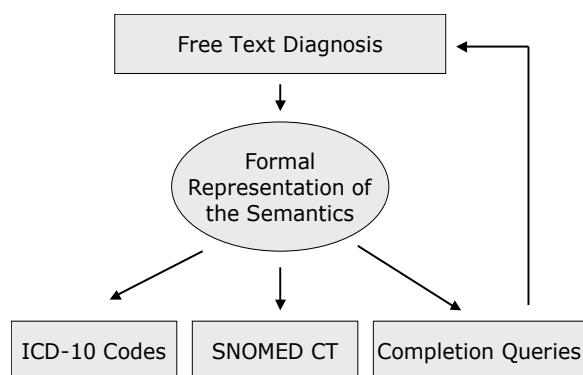 Free Text Diagnosis
Formal
Representation of
the Semantics
ICD-10 Codes
SNOMED CT
Completion Queries